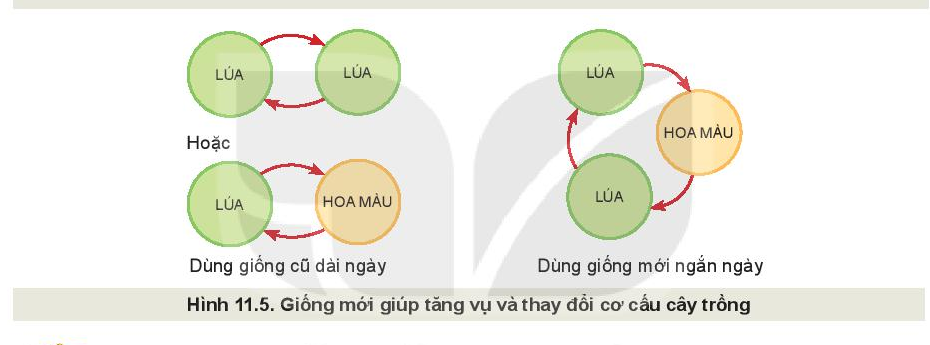 LÚA
LÚA
Hoặc
LÚA
HOA MÀU
Dùng giống cũ dài ngày
LÚA
HOA MÀU
LÚA
Dùng giống mới ngắn ngày
Hình 11.5. Giống mới giúp tăng vụ và thay đổi cơ cấu cây trồng